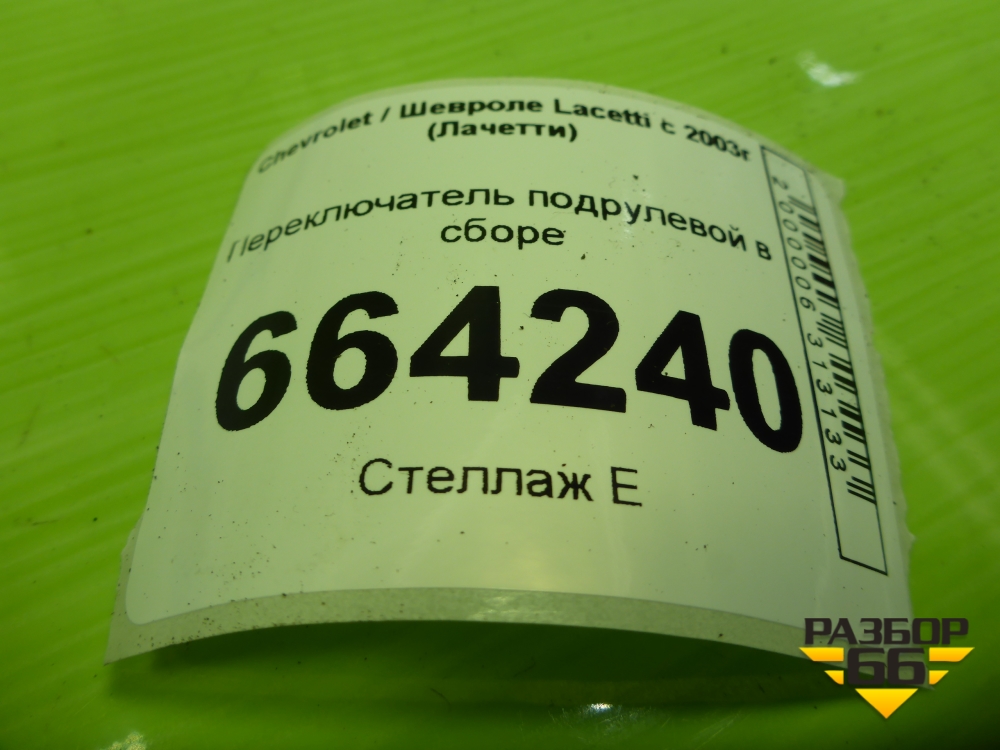 Chevrolet / Шевроле Lacetti с 2003г
(Лачетти)
Переключатель подрулевой в
сборе
664240
Стеллаж Е
2000006313133
РАЗБОР
66